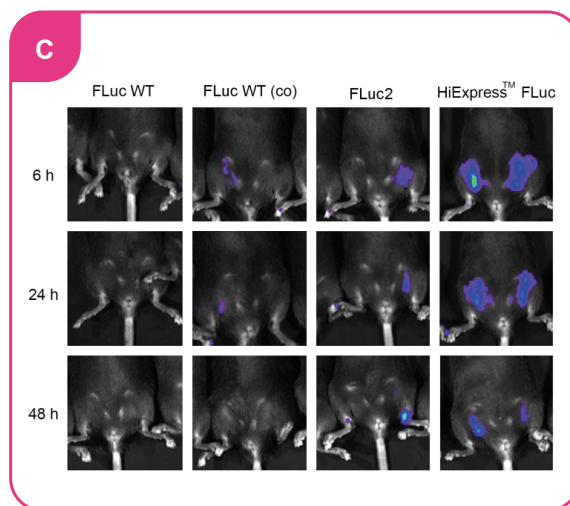 C
FLuc WT FLuc WT (co) FLuc2 HiExpress™ FLuc
6 h
24 h
48 h